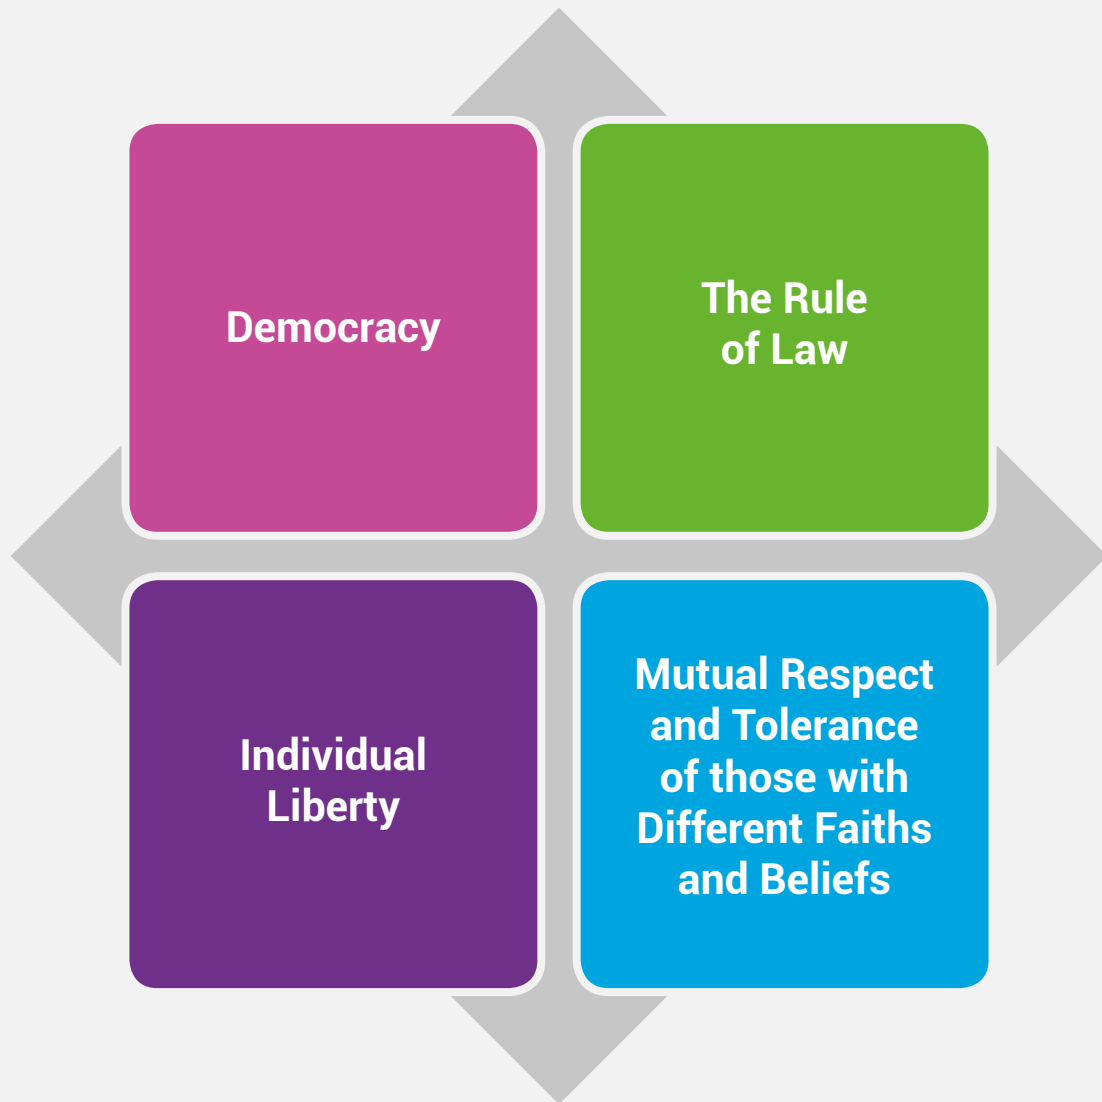 Democracy
The Rule
of Law
Individual
Liberty
Mutual Respect
and Tolerance
of those with
Different Faiths
and Beliefs